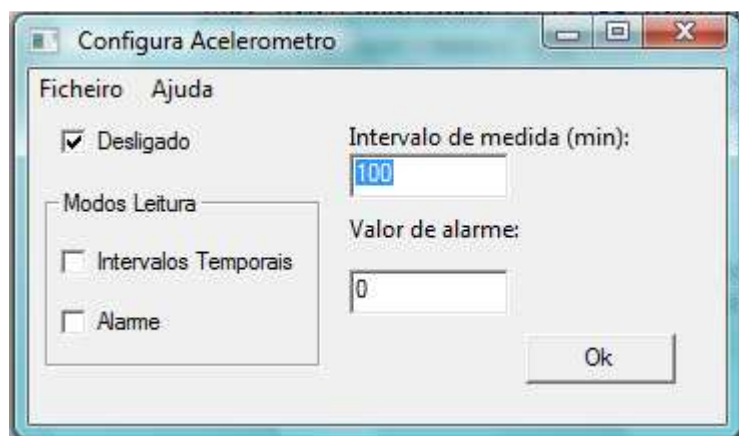 Configura Acelerometro
Ficheiro Ajuda
Desligado
Modos Leitura
Intervalos Temporais
Alarme
Intervalo de medida (min):
100
Valor de alarme:
0
Ok